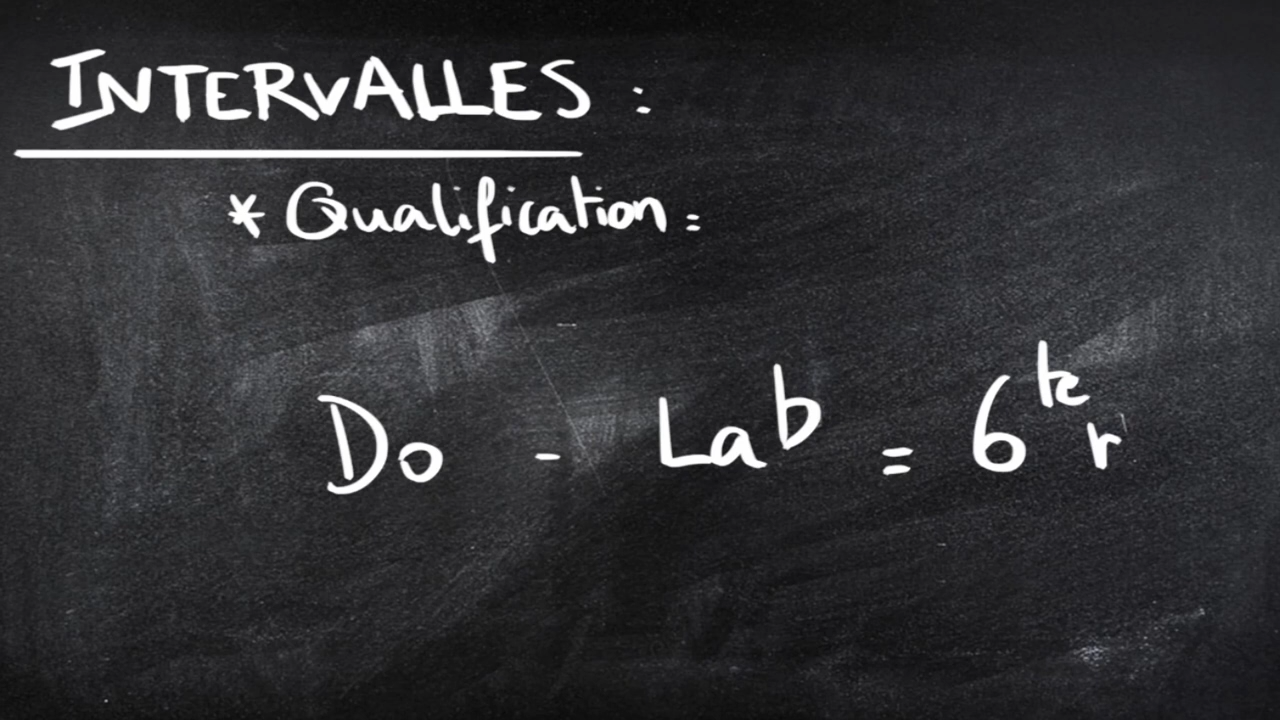 INTERVALLES :
* Qualification :
Do - Lab = 6te r